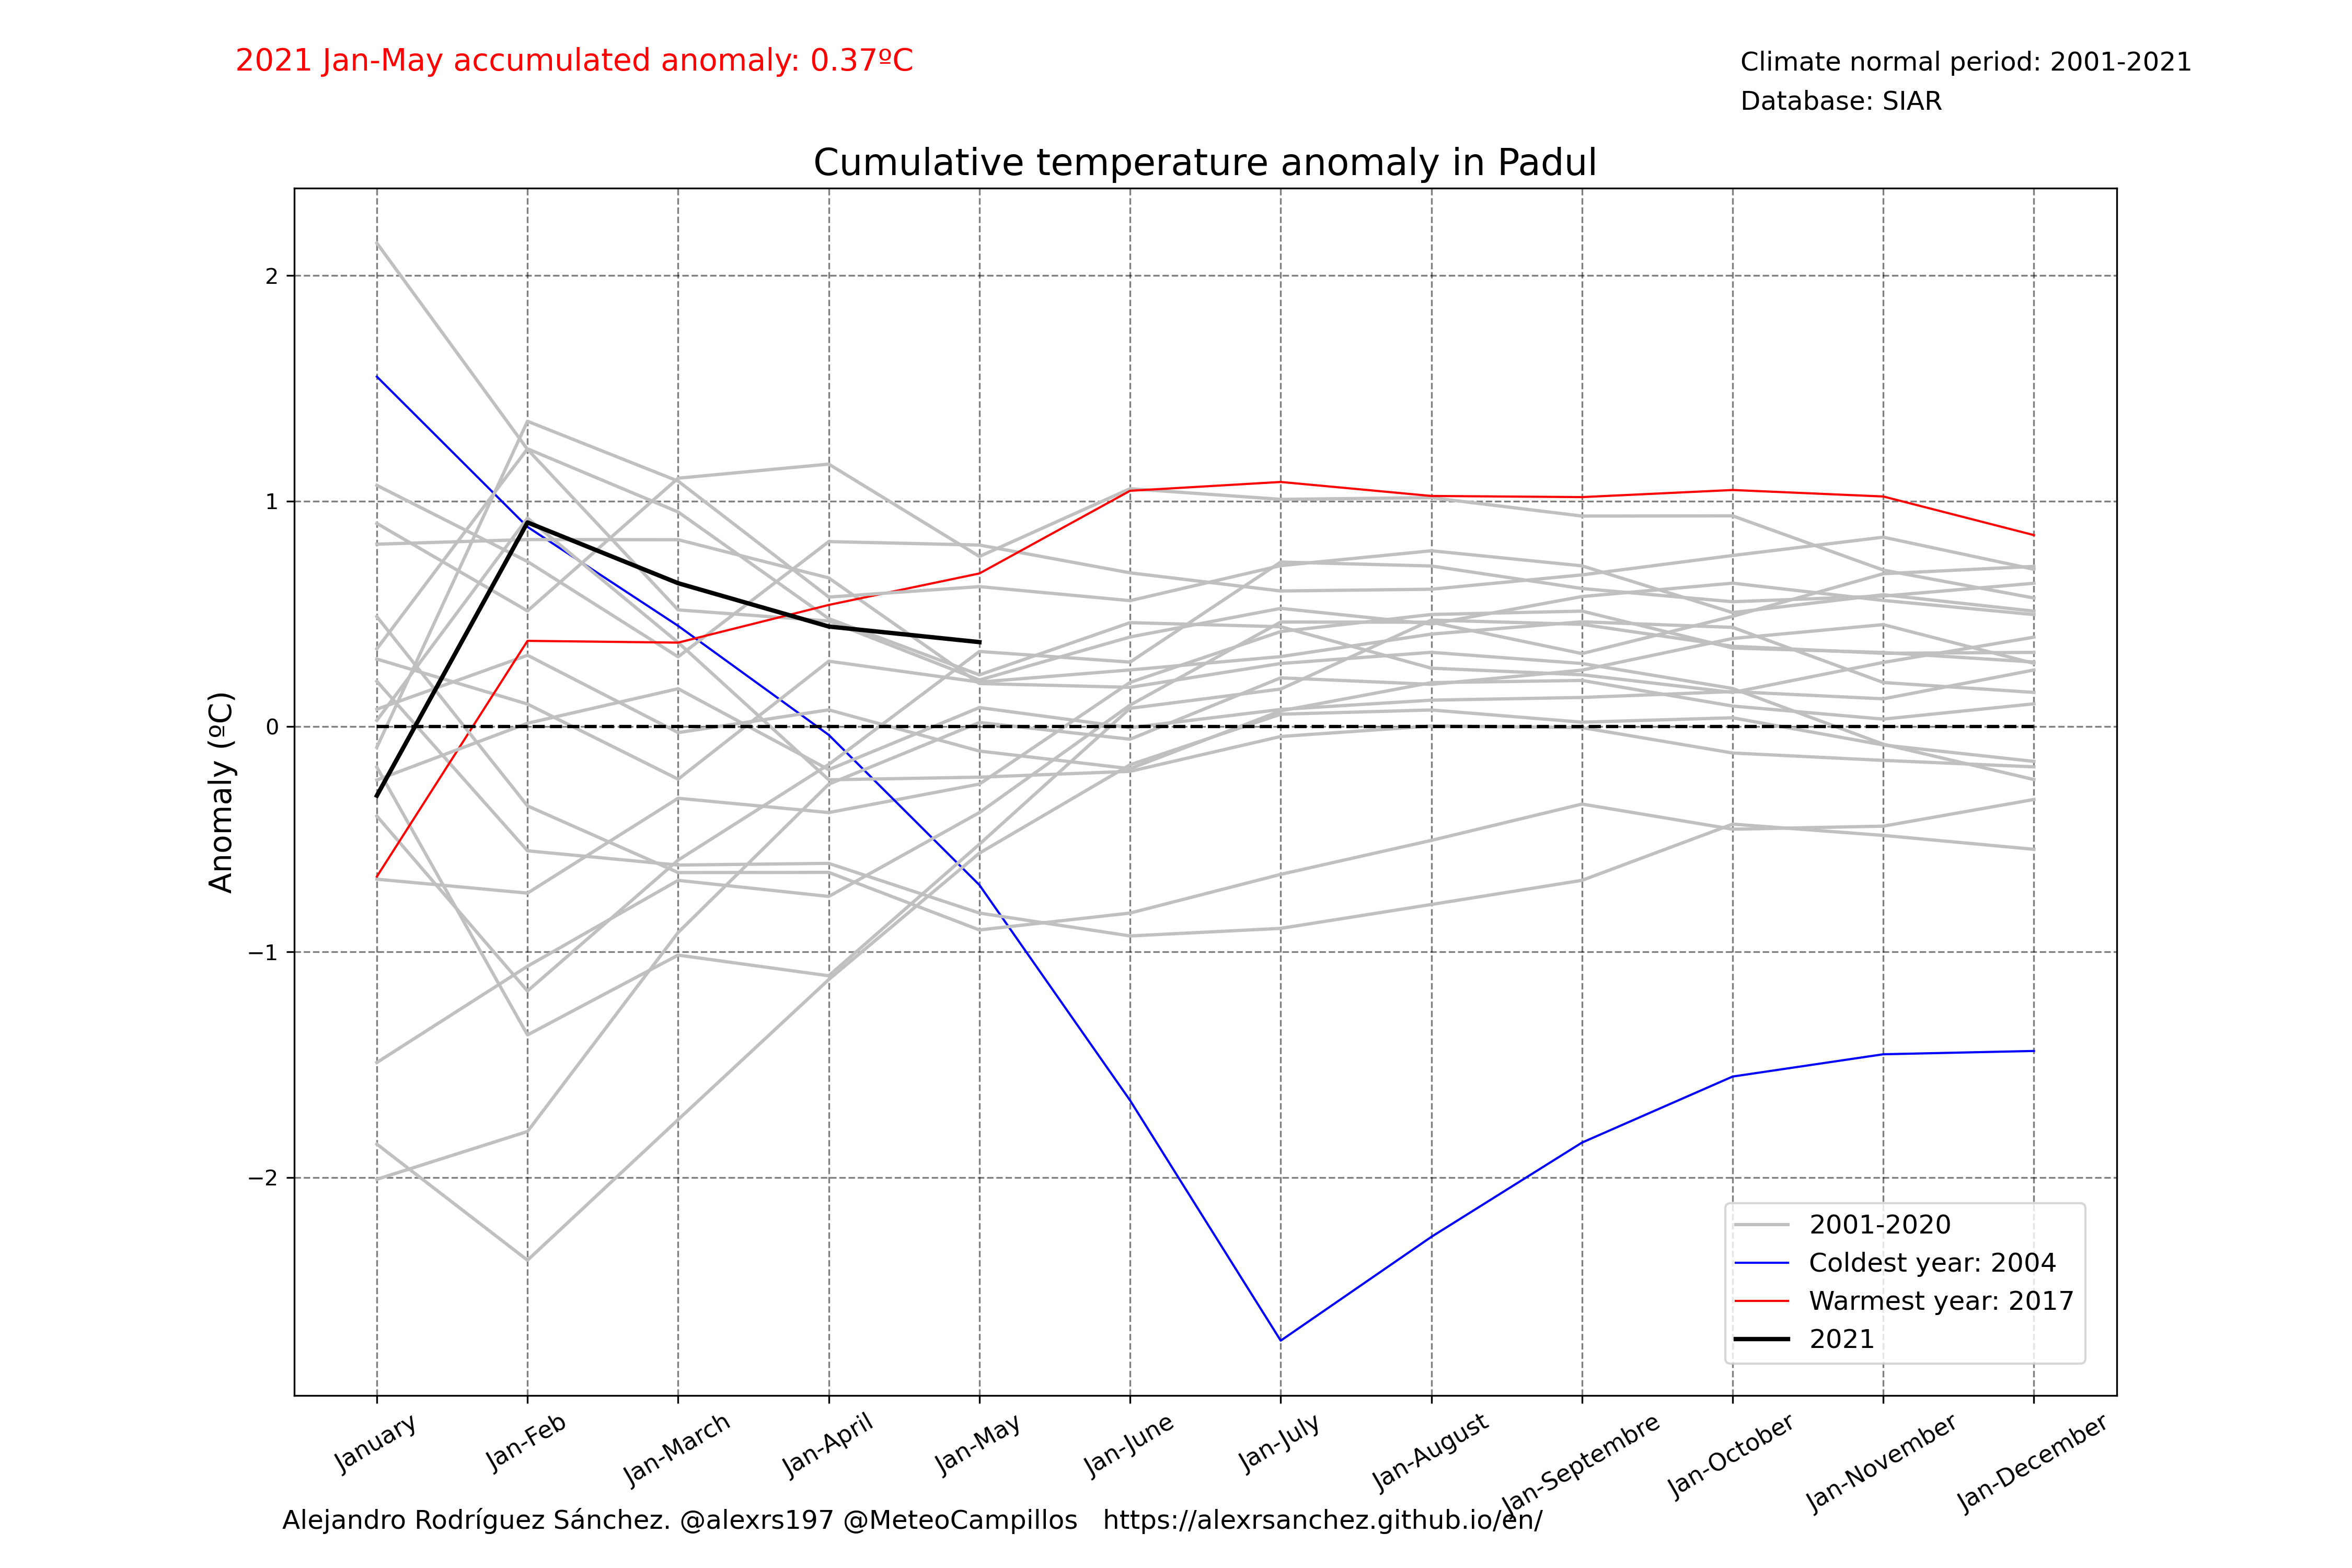 2021 Jan-May accumulated anomaly: 0.37ºC
Climate normal period: 2001-2021
Database: SIAR
Cumulative temperature anomaly in Padul
Anomaly (ºC)
2
1
0
−1
−2
2001-2020
Coldest year: 2004
Warmest year: 2017
2021
January
Jan-Feb
Jan-March
Jan-April
Jan-May
Jan-June
Jan-July
Jan-August
Jan-Septembre
Jan-October
Jan-November
Jan-December
Alejandro Rodríguez Sánchez. @alexrs197 @MeteoCampillos https://alexrsanchez.github.io/en/